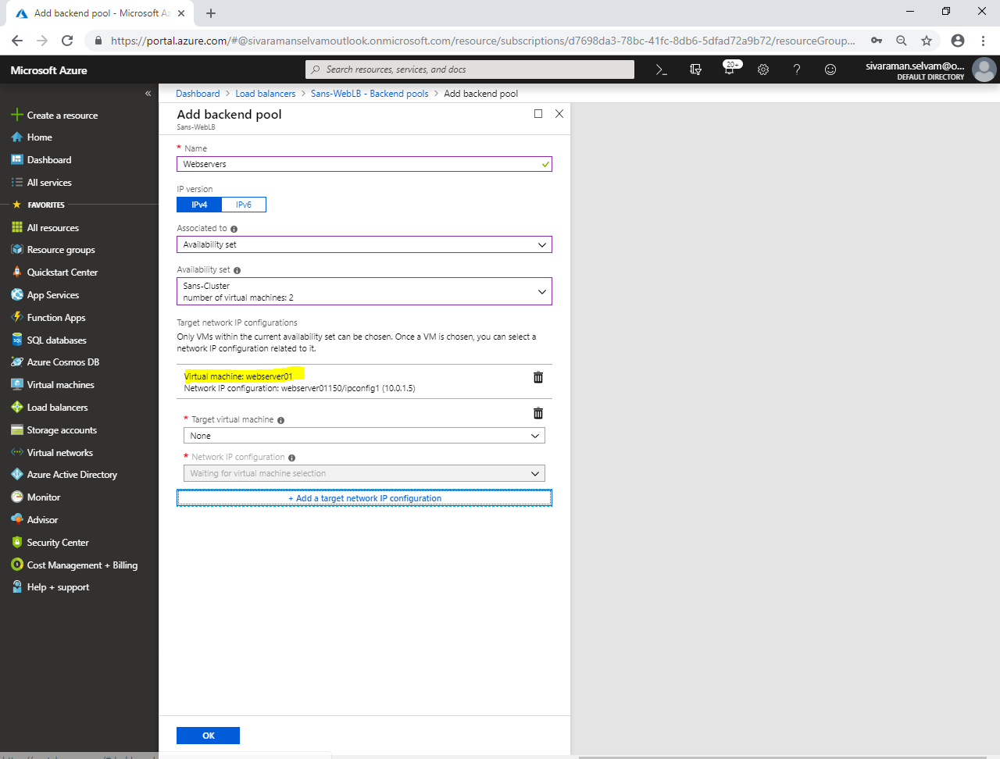 Add backend pool - Microsoft Az
https://portal.azure.com/#@sivaramanselvamoutlook.onmicrosoft.com/resource/subscriptions/d7698da3-78bc-41fc-8db6-5dfad72a9b72/resourceGroup...
Microsoft Azure
Search resources, services, and docs
20+
sivaraman.selvam@o...
DEFAULT DIRECTORY
Create a resource
Home
Dashboard
All services
FAVORITES
All resources
Resource groups
Quickstart Center
App Services
Function Apps
SQL databases
Azure Cosmos DB
Virtual machines
Load balancers
Storage accounts
Virtual networks
Azure Active Directory
Monitor
Advisor
Security Center
Cost Management + Billing
Help + support
Dashboard > Load balancers > Sans-WebLB - Backend pools > Add backend pool
Add backend pool
Sans-WebLB
* Name
Webservers
IP version
IPv4 IPv6
Associated to
Availability set
Availability set
Sans-Cluster
number of virtual machines: 2
Target network IP configurations
Only VMs within the current availability set can be chosen. Once a VM is chosen, you can select a
network IP configuration related to it.
Virtual machine: webserver01
Network IP configuration: webserver01150/ipconfig1 (10.0.1.5)
* Target virtual machine
None
* Network IP configuration
Waiting for virtual machine selection
+ Add a target network IP configuration
OK